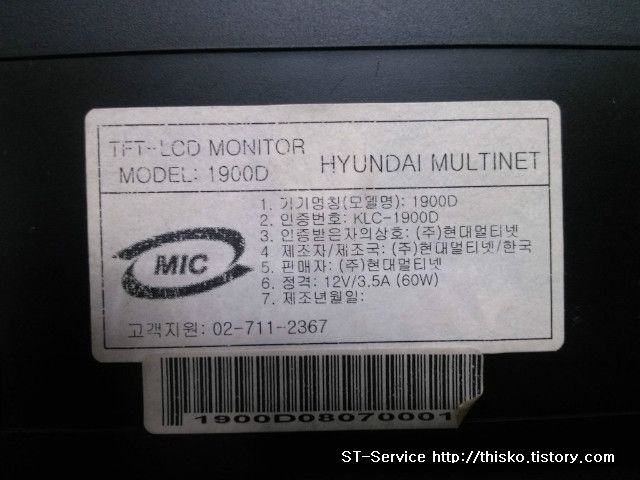 TFT-LCD MONITOR
HYUNDAI MULTINET
MODEL: 1900D
1. 기기명칭(모델명): 1900D
2. 인증번호: KLC-1900D
3. 인증받은자의상호: (주)현대멀티넷
4. 제조자/제조국: (주)현대멀티넷/한국
5. 판매자: (주)현대멀티넷
6. 정격: 12V/3.5A (60W)
7. 제조년월일:
MIC
고객지원: 02-711-2367
1900D08070001
ST-Service http://thisko.tistory.com